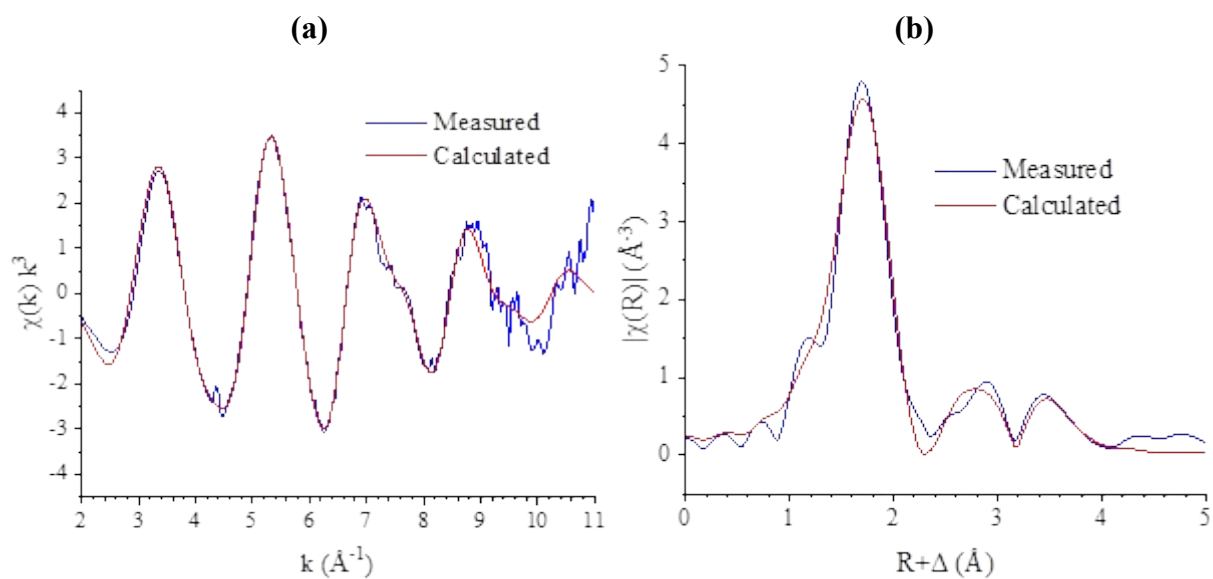 (a)
χ(k) k³
4
3
2
1
0
-1
-2
-3
-4
Measured
Calculated
2 3 4 5 6 7 8 9 10 11
k (Å⁻¹)
(b)
|χ(R)| (Å⁻³)
5
4
3
2
1
0
Measured
Calculated
0 1 2 3 4 5
R+Δ (Å)